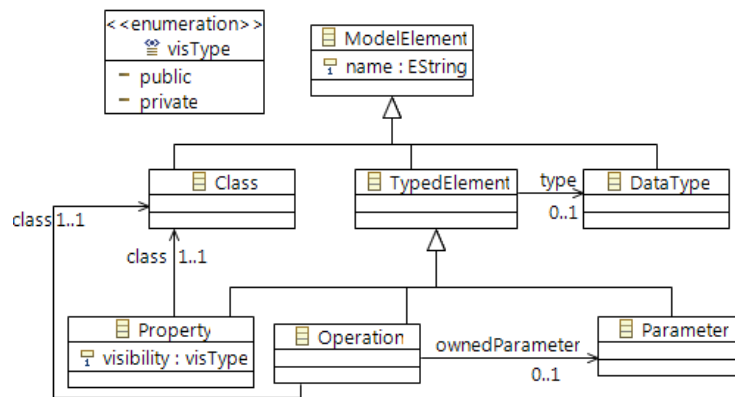 <<enumeration>>
visType
public
private
ModelElement
name : EString
Class
TypedElement
type
0..1
DataType
class 1..1
class 1..1
Property
visibility : visType
Operation
ownedParameter
0..1
Parameter